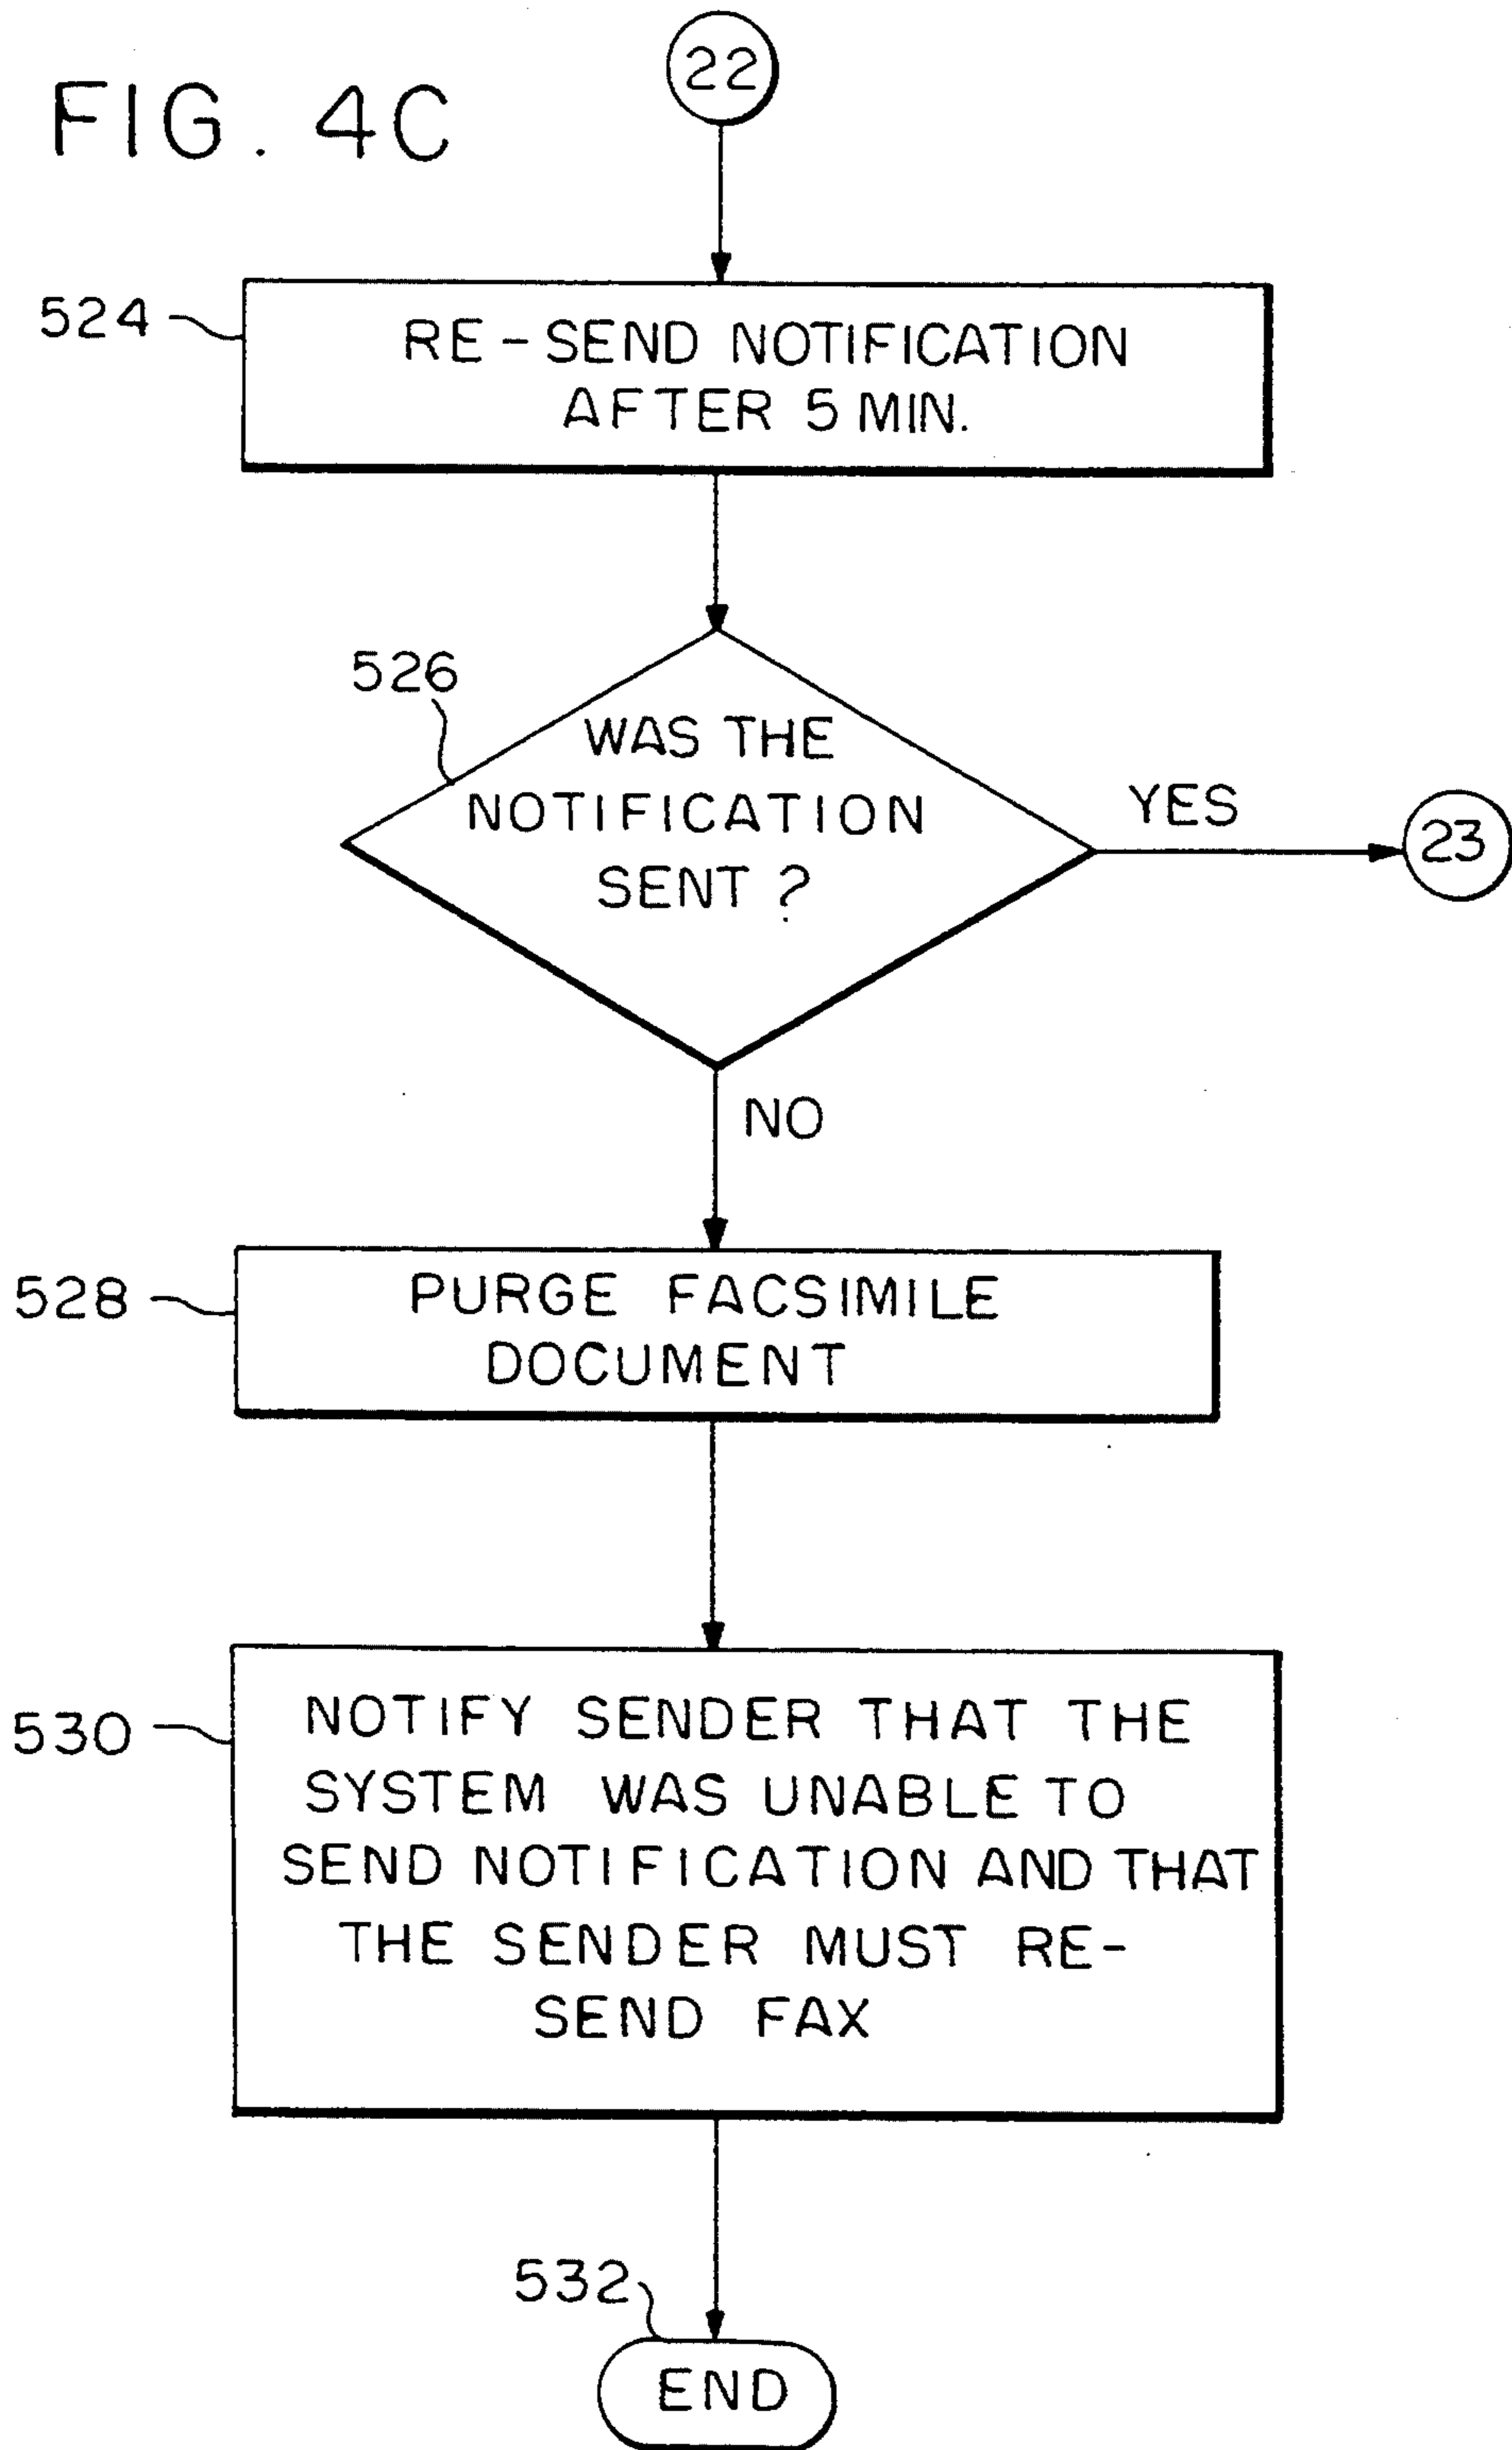 22
FIG. 4C
524
RE-SEND NOTIFICATION
AFTER 5 MIN.
526
WAS THE
NOTIFICATION
SENT ?
YES
23
NO
528
PURGE FACSIMILE
DOCUMENT
530
NOTIFY SENDER THAT THE
SYSTEM WAS UNABLE TO
SEND NOTIFICATION AND THAT
THE SENDER MUST RE-
SEND FAX
532
END